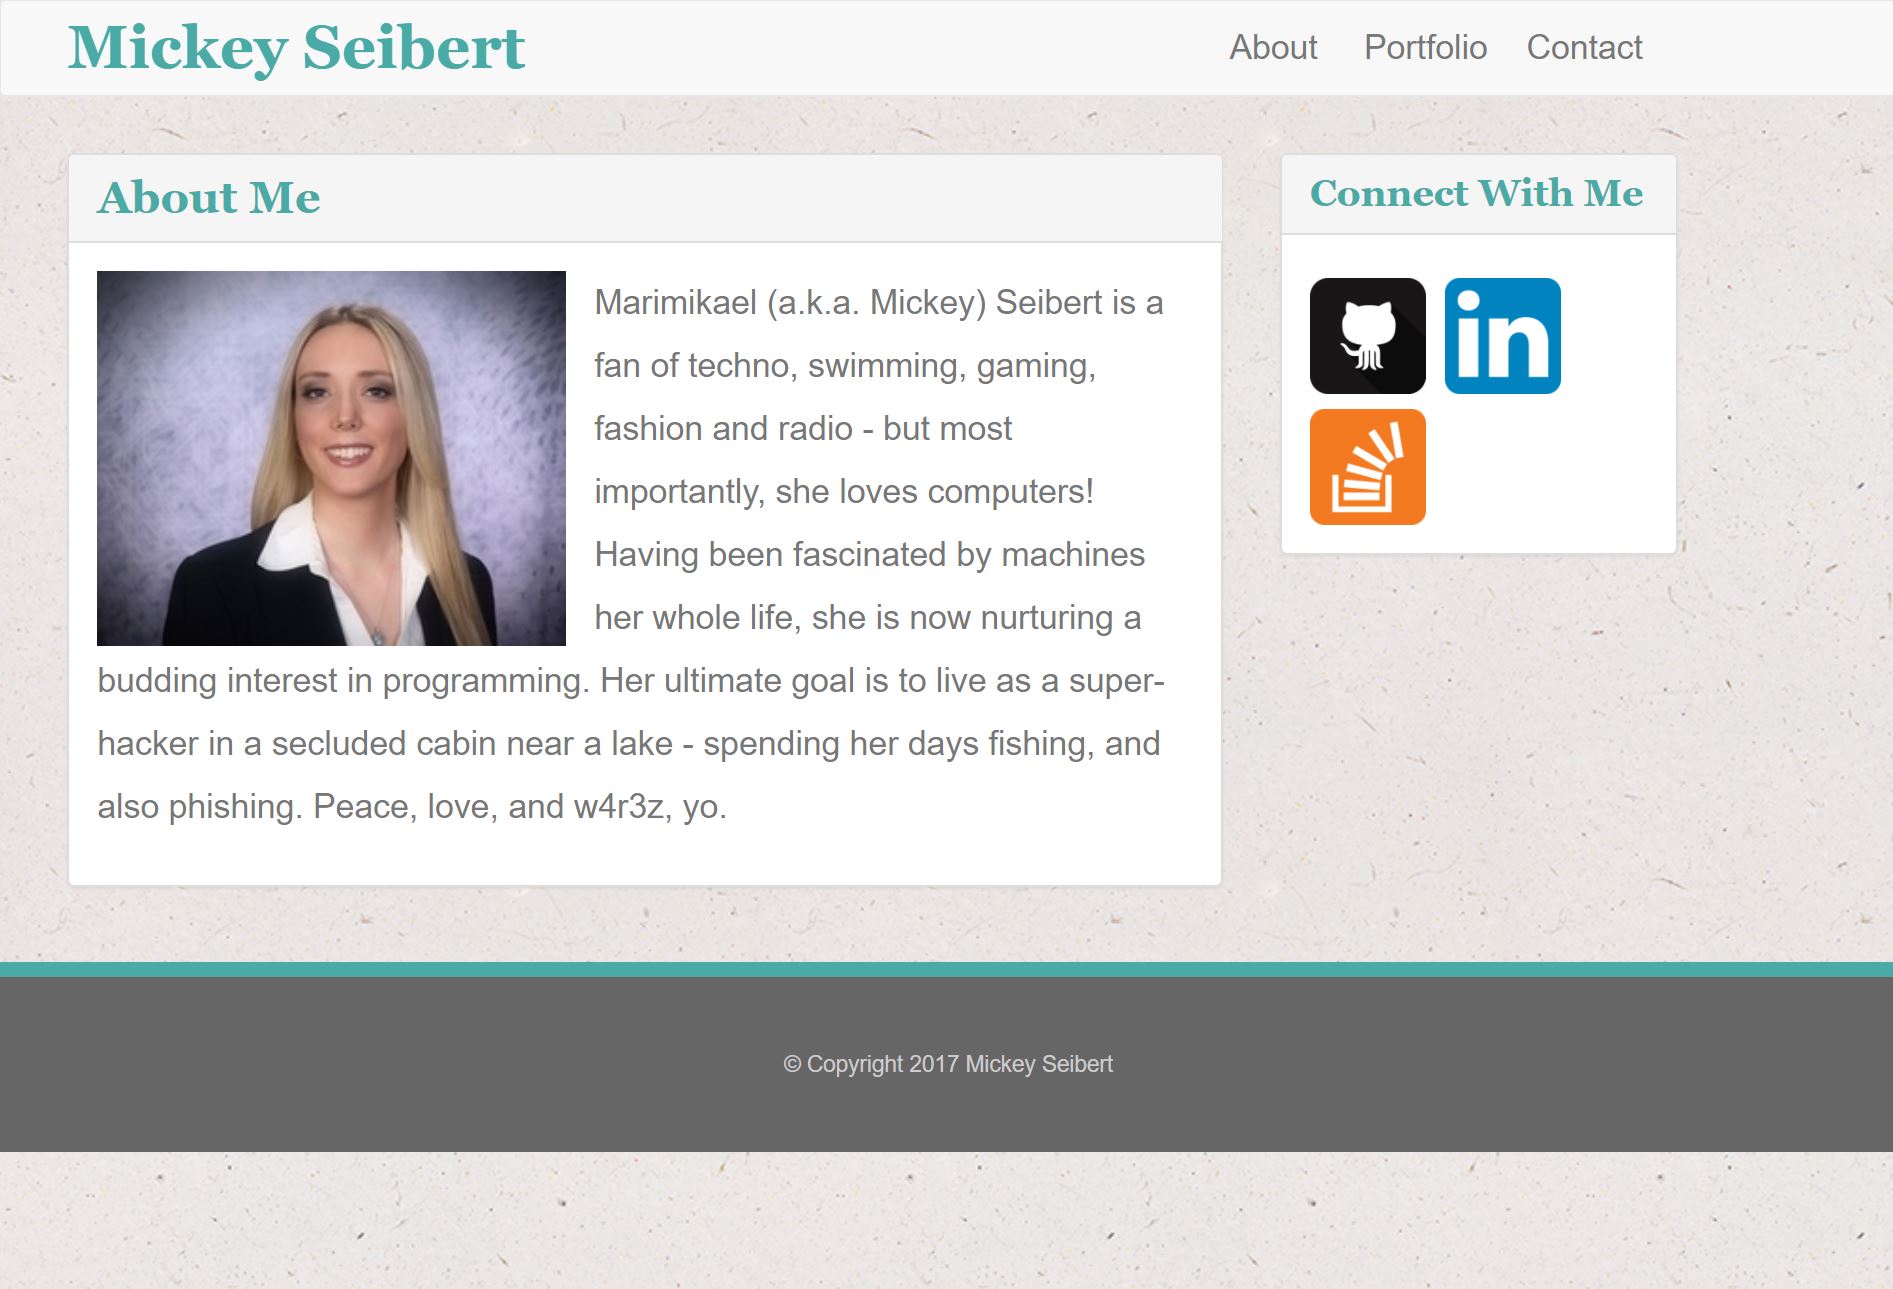 Mickey Seibert
About Portfolio Contact
About Me
Marimikael (a.k.a. Mickey) Seibert is a
fan of techno, swimming, gaming,
fashion and radio - but most
importantly, she loves computers!
Having been fascinated by machines
her whole life, she is now nurturing a
budding interest in programming. Her ultimate goal is to live as a super-
hacker in a secluded cabin near a lake - spending her days fishing, and
also phishing. Peace, love, and w4r3z, yo.
Connect With Me
in
© Copyright 2017 Mickey Seibert